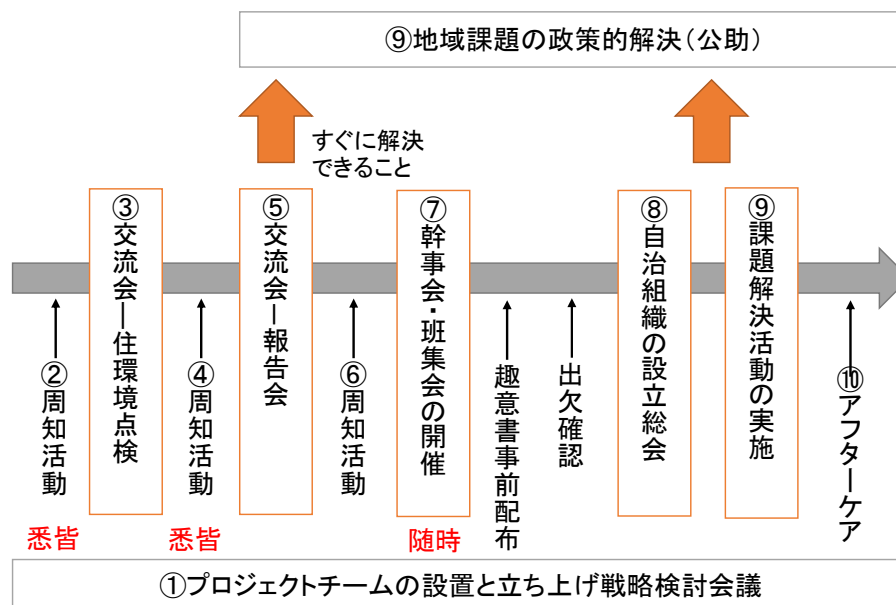 ⑨地域課題の政策的解決（公助）
すぐに解決
できること
②周知活動
悉皆
③交流会―住環境点検
④周知活動
悉皆
⑤交流会―報告会
⑥周知活動
⑦幹事会・班集会の開催
随時
趣意書事前配布
出欠確認
⑧自治組織の設立総会
⑨課題解決活動の実施
⑩アフターケア
①プロジェクトチームの設置と立ち上げ戦略検討会議